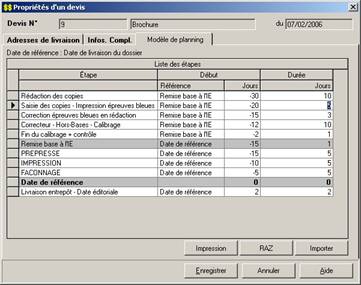 Propriétés d'un devis
Devis N° 9 Brochure du 07/02/2006
Adresses de livraison Infos. Compl. Modèle de planning
Date de référence : Date de livraison du dossier
Liste des étapes
Étape Début Durée
Référence Jours Jours
Rédaction des copies Remise base à l'IE -30 10
Saisie des copies - Impression épreuves bleues Remise base à l'IE -20 5
Correction épreuves bleues en rédaction Remise base à l'IE -15 3
Correcteur - Hors-Bases - Calibrage Remise base à l'IE -12 10
Fin du calibrage + contrôle Remise base à l'IE -2 1
Remise base à l'IE Date de référence -15 1
PREPRESSE Date de référence -15 5
IMPRESSION Date de référence -10 5
FACONNAGE Date de référence -5 5
Date de référence 0 0
Livraison entrepôt - Date éditoriale Date de référence 2 2
Impression RAZ Importer
Enregistrer Annuler Aide